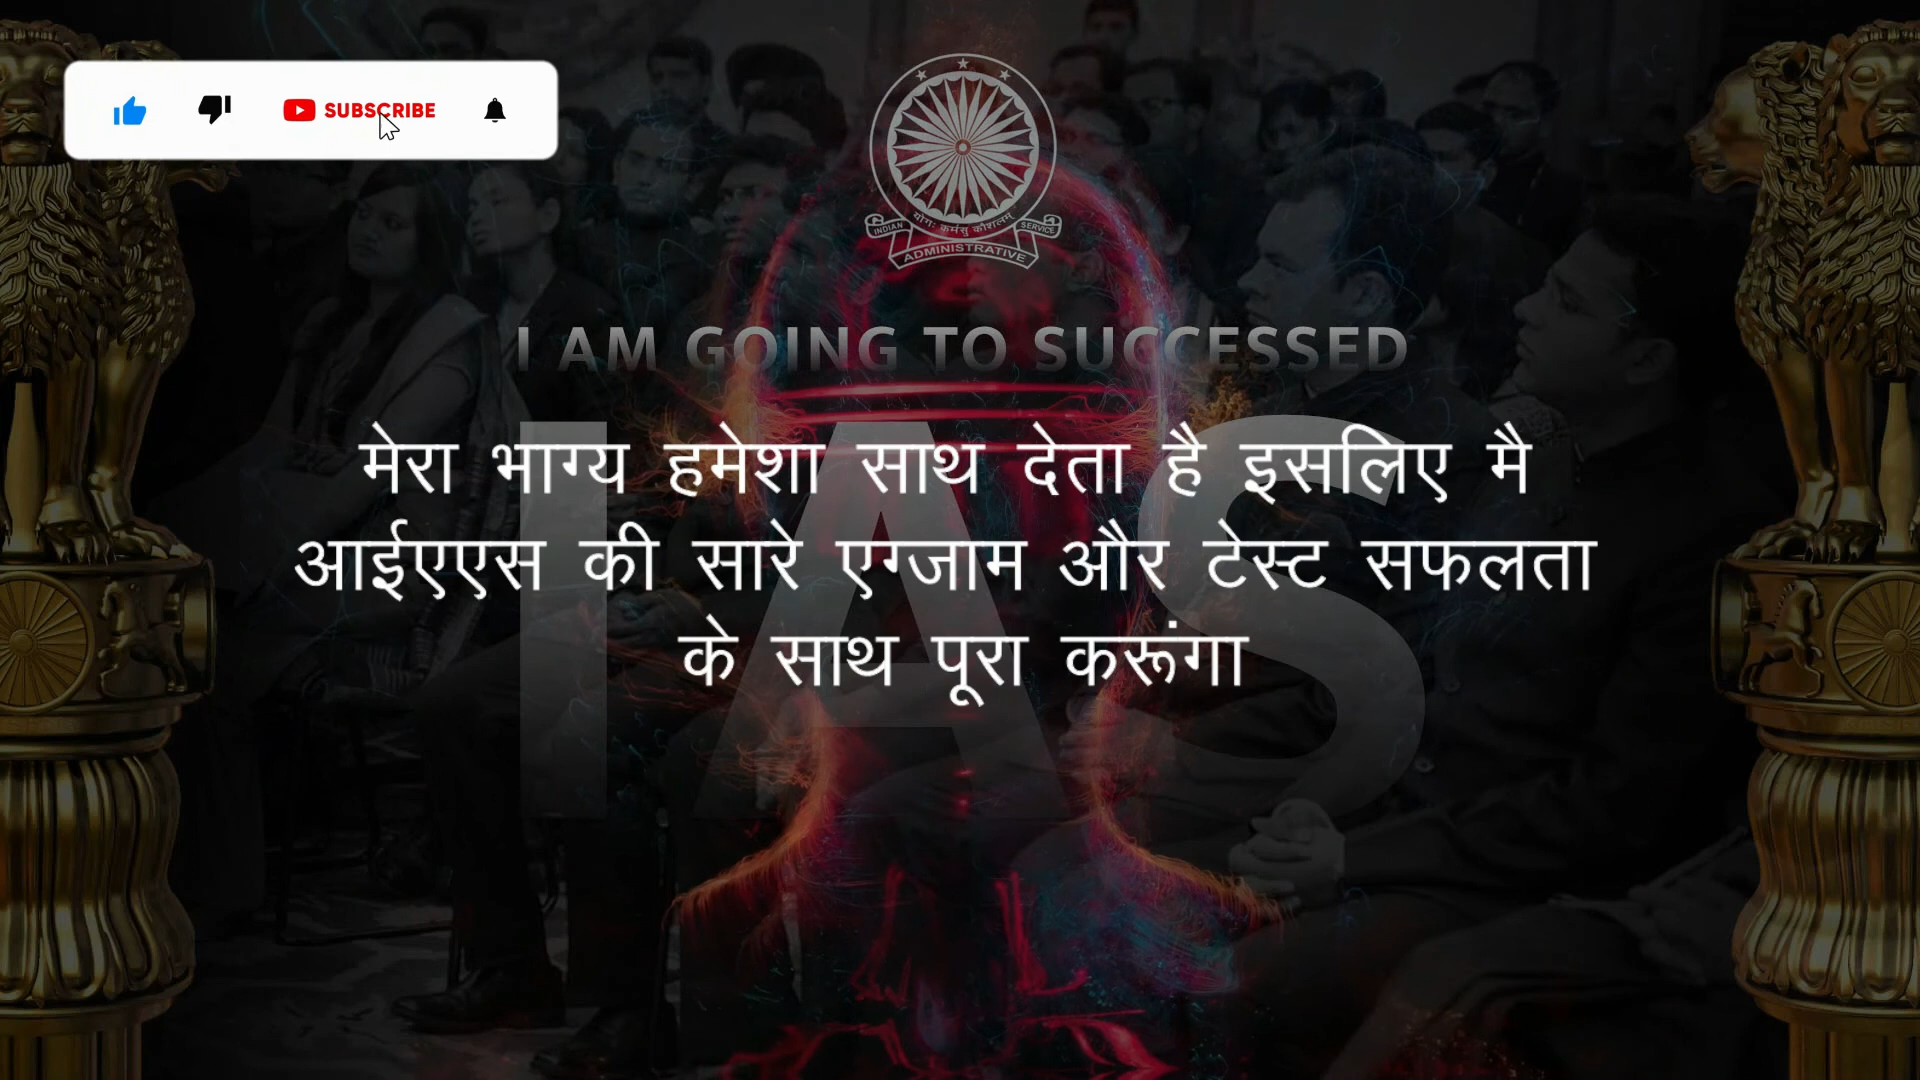 SUBSCRIBE
योगः कर्मसु कौशलम्
INDIAN ADMINISTRATIVE SERVICE
I AM GOING TO SUCCESSED
IAS
मेरा भाग्य हमेशा साथ देता है इसलिए मै
आईएएस की सारे एग्जाम और टेस्ट सफलता
के साथ पूरा करूंगा